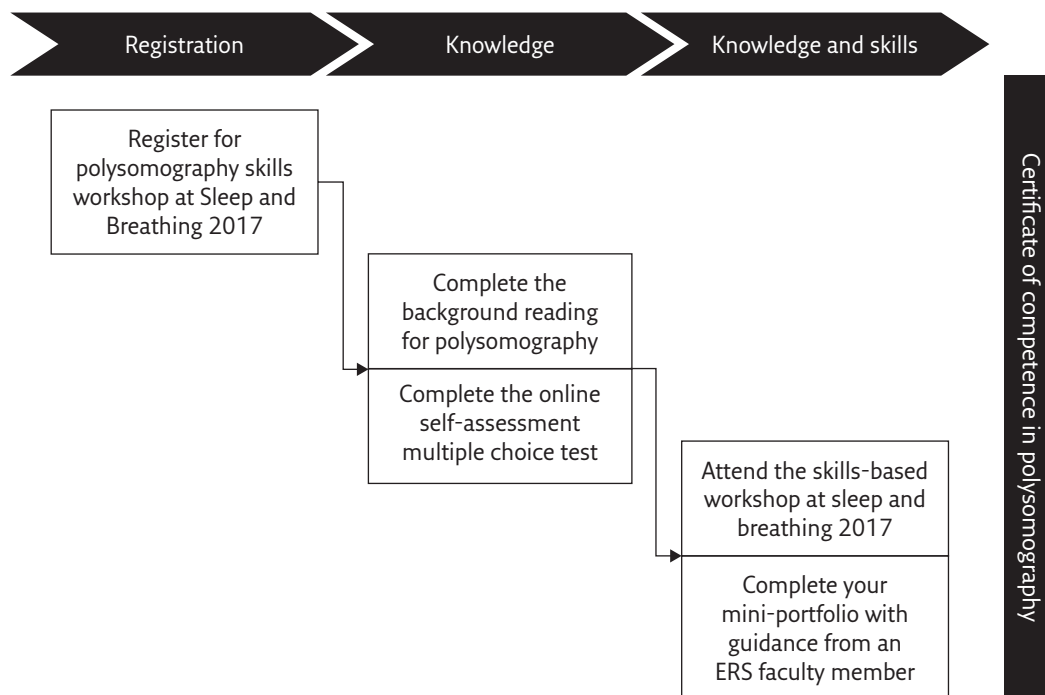 Registration
Knowledge
Knowledge and skills
Register for
polysomography skills
workshop at Sleep and
Breathing 2017
Complete the
background reading
for polysomography
Complete the online
self-assessment
multiple choice test
Attend the skills-based
workshop at sleep and
breathing 2017
Complete your
mini-portfolio with
guidance from an
ERS faculty member
Certificate of competence in polysomography